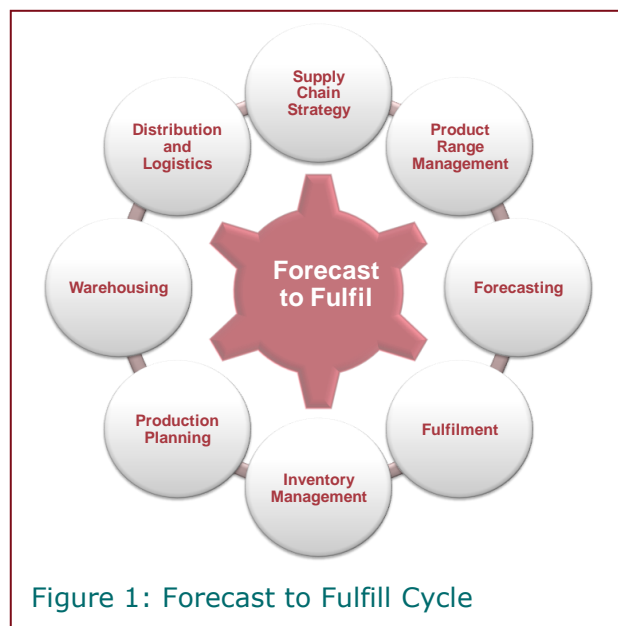 Supply
Chain
Strategy
Product
Range
Management
Forecasting
Fulfilment
Inventory
Management
Production
Planning
Warehousing
Distribution
and
Logistics
Forecast
to Fulfil
Figure 1: Forecast to Fulfill Cycle